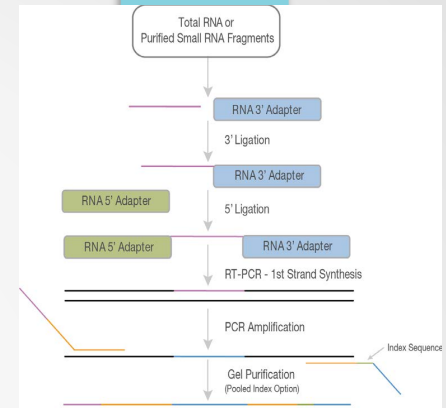 Total RNA or
Purified Small RNA Fragments
RNA 3' Adapter
3' Ligation
RNA 3' Adapter
RNA 5' Adapter
5' Ligation
RNA 5' Adapter
RNA 3' Adapter
RT-PCR - 1st Strand Synthesis
PCR Amplification
Index Sequence
Gel Purification
(Pooled Index Option)